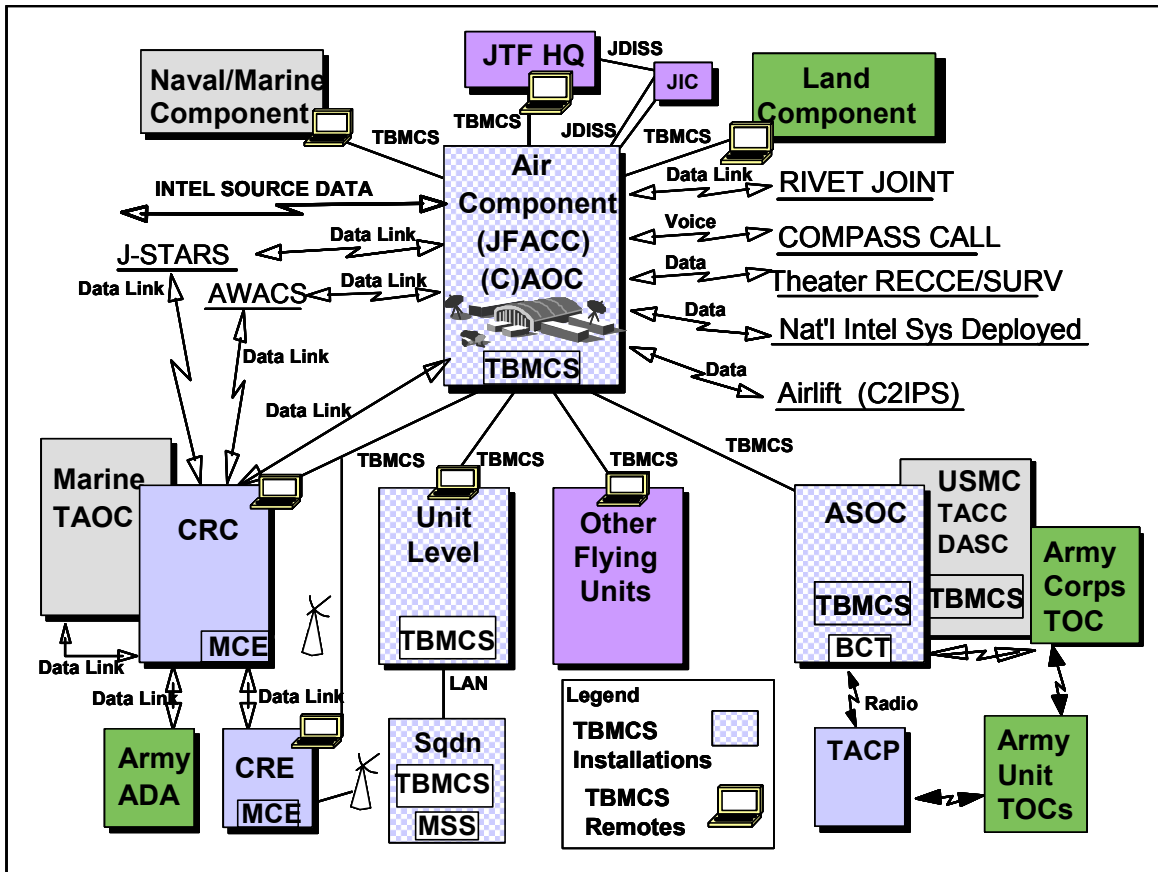 JTF HQ
JDISS
JIC
Naval/Marine
Component
Land
Component
TBMCS
TBMCS
JDISS
TBMCS
Air
Component
(JFACC)
(C)AOC
TBMCS
INTEL SOURCE DATA
Data Link
J-STARS
Data Link
Data Link
AWACS
Data Link
Data Link
Data Link
RIVET JOINT
Voice
COMPASS CALL
Data
Theater RECCE/SURV
Data
Nat'l Intel Sys Deployed
Data
Airlift (C2IPS)
TBMCS
TBMCS
TBMCS
TBMCS
Marine
TAOC
CRC
MCE
Unit
Level
TBMCS
Other
Flying
Units
ASOC
TBMCS
BCT
USMC
TACC
DASC
TBMCS
Army
Corps
TOC
Data Link
Data Link
Data Link
LAN
Radio
Army
ADA
CRE
MCE
Sqdn
TBMCS
MSS
Legend
TBMCS
Installations
TBMCS
Remotes
TACP
Army
Unit
TOCs